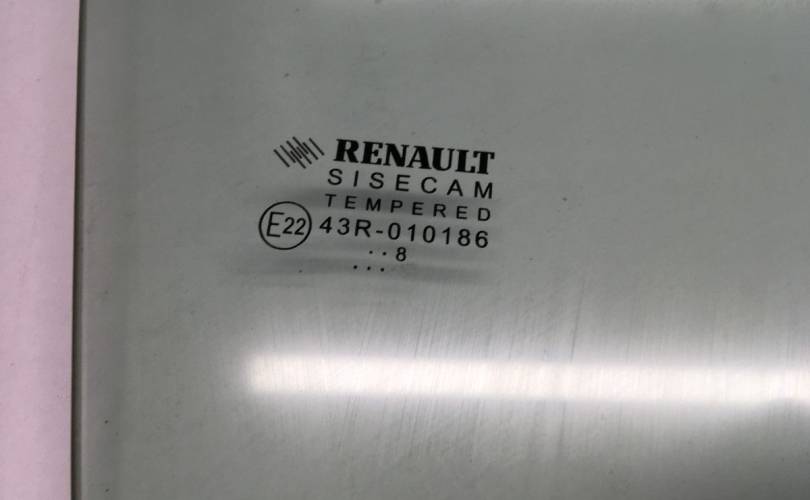 RENAULT
SISECAM
TEMPERED
E22 43R-010186
..8
...